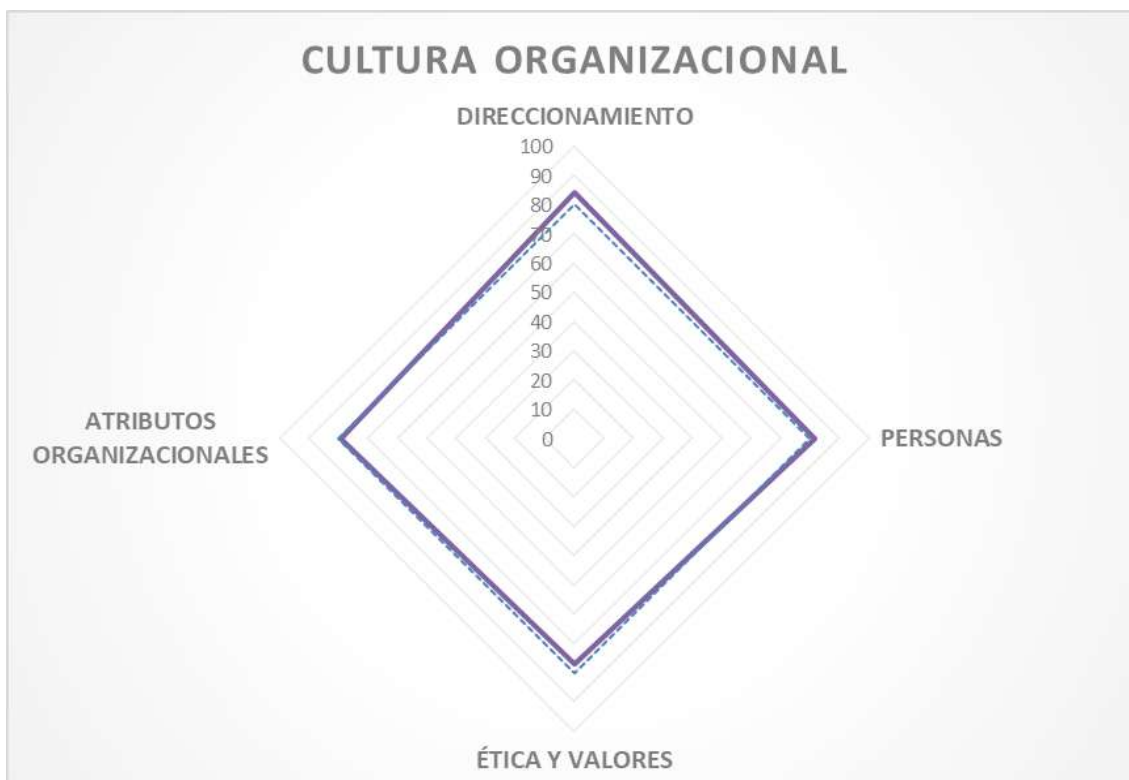 CULTURA ORGANIZACIONAL
DIRECCIONAMIENTO
100
90
80
70
60
50
40
30
20
10
0
ATRIBUTOS
ORGANIZACIONALES
PERSONAS
ÉTICA Y VALORES